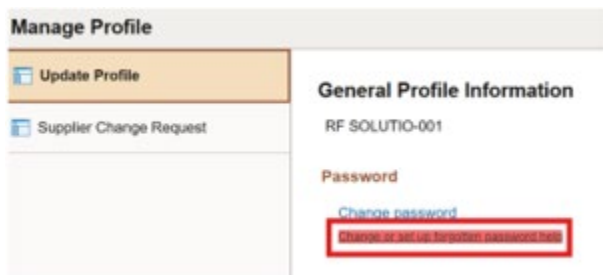 Manage Profile
Update Profile
Supplier Change Request
General Profile Information
RF SOLUTIO-001
Password
Change password
Change or set up forgotten password help